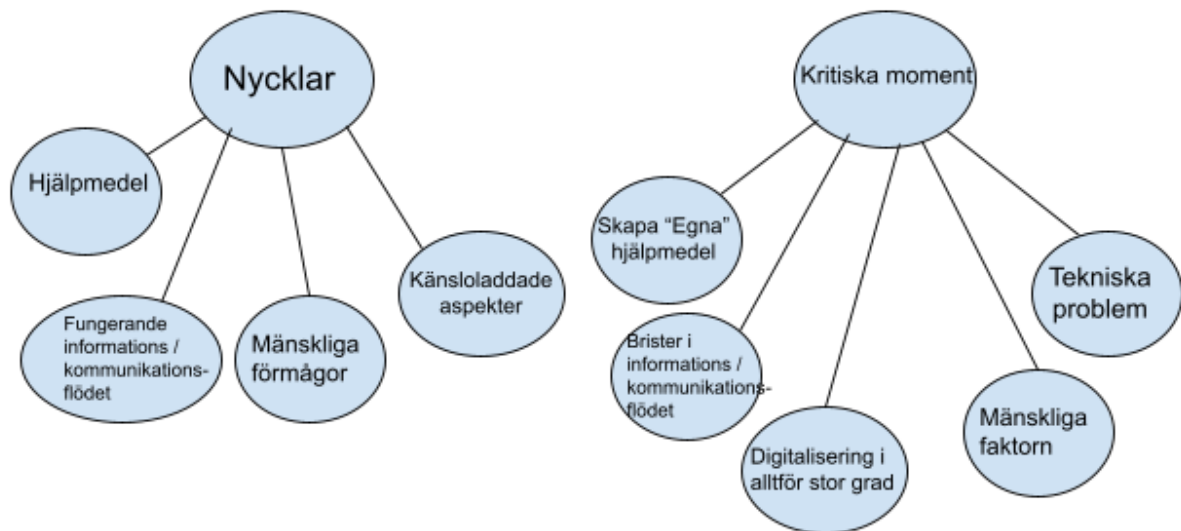 Nycklar
Hjälpmedel
Fungerande
informations /
kommunikations-
flödet
Mänskliga
förmågor
Känsloladdade
aspekter
Kritiska moment
Skapa “Egna”
hjälpmedel
Brister i
informations /
kommunikations-
flödet
Digitalisering i
alltför stor grad
Mänskliga
faktorn
Tekniska
problem